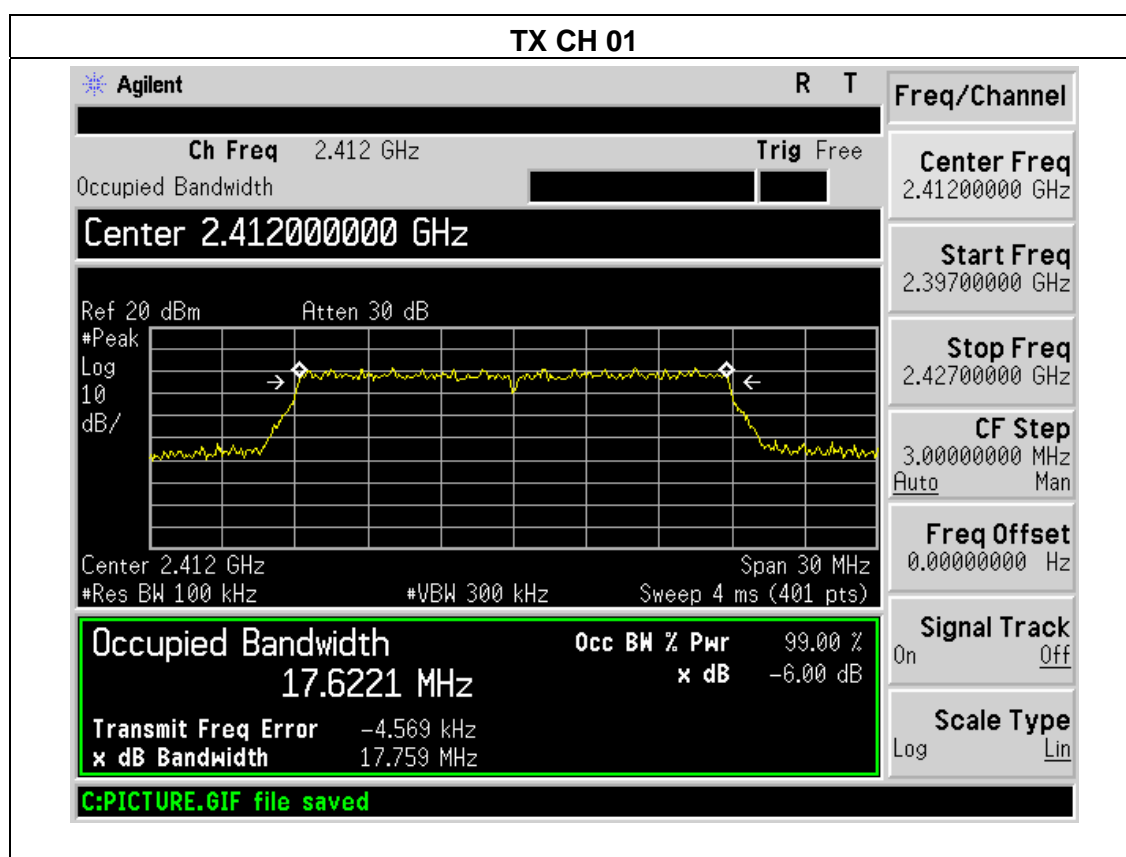 TX CH 01
Agilent
R T
Freq/Channel
Ch Freq 2.412 GHz
Trig Free
Occupied Bandwidth
Center 2.412000000 GHz
Ref 20 dBm
Atten 30 dB
#Peak
Log
10
dB/
Center 2.412 GHz
Span 30 MHz
#Res BW 100 kHz
#VBW 300 kHz
Sweep 4 ms (401 pts)
Occupied Bandwidth
17.6221 MHz
Occ BW % Pwr 99.00 %
x dB -6.00 dB
Transmit Freq Error -4.569 kHz
x dB Bandwidth 17.759 MHz
C:PICTURE.GIF file saved
Center Freq
2.41200000 GHz
Start Freq
2.39700000 GHz
Stop Freq
2.42700000 GHz
CF Step
3.00000000 MHz
Auto Man
Freq Offset
0.00000000 Hz
Signal Track
On Off
Scale Type
Log Lin